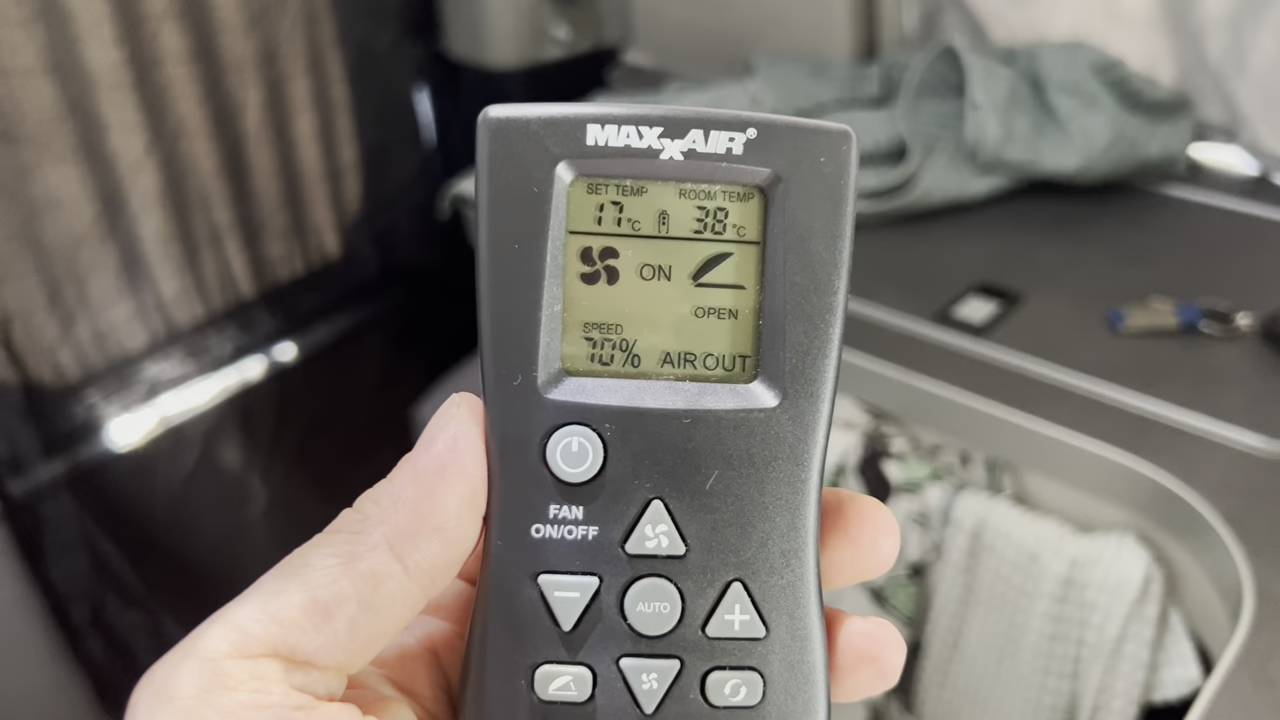 MAXXAIR®
SET TEMP ROOM TEMP
17°C 38°C
ON
OPEN
SPEED
70% AIR OUT
FAN
ON/OFF
AUTO